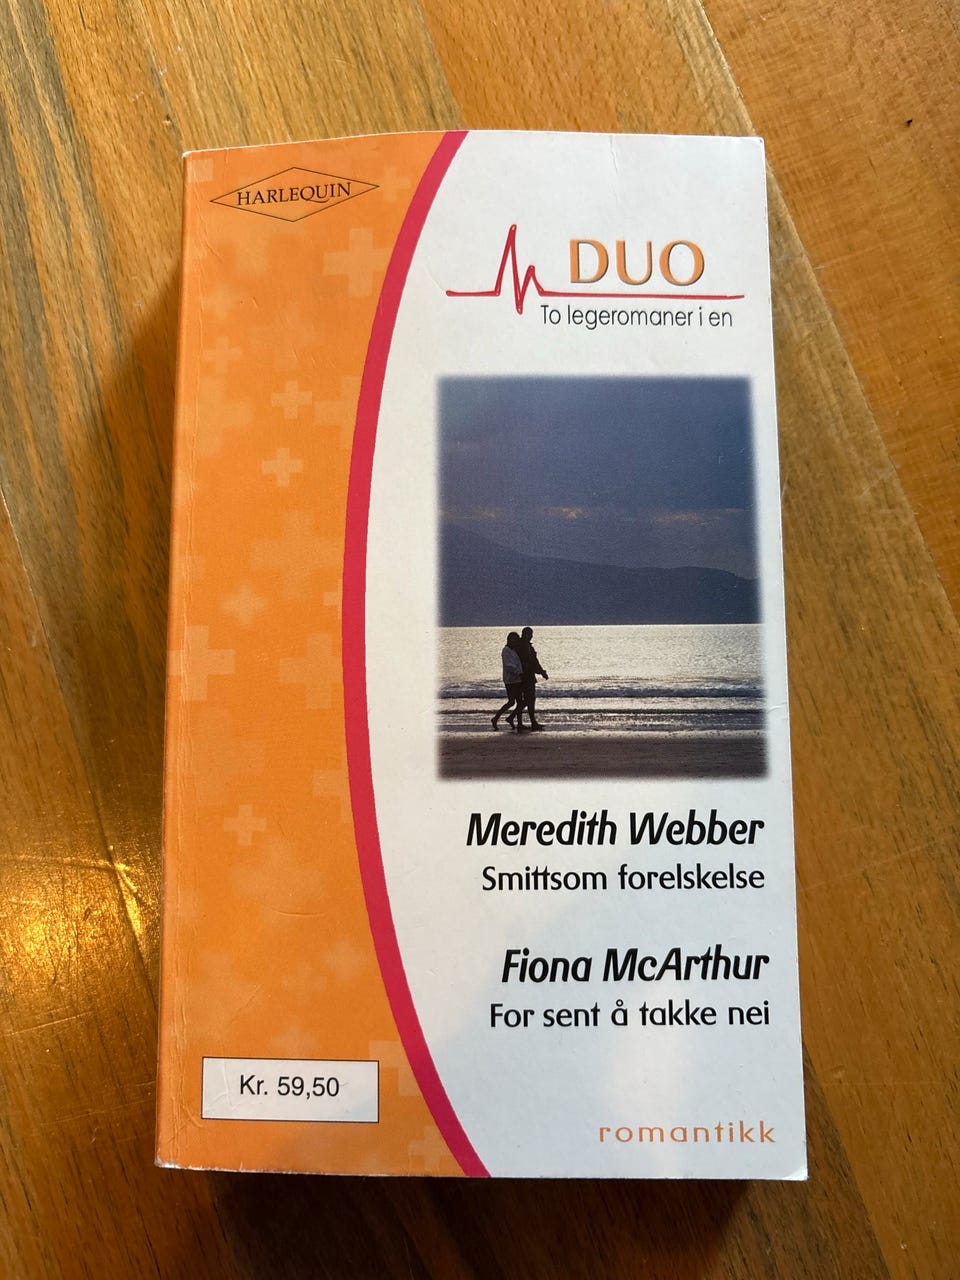 HARLEQUIN
DUO
To legeromaner i en
Meredith Webber
Smittsom forelskelse
Fiona McArthur
For sent å takke nei
Kr. 59,50
romantikk